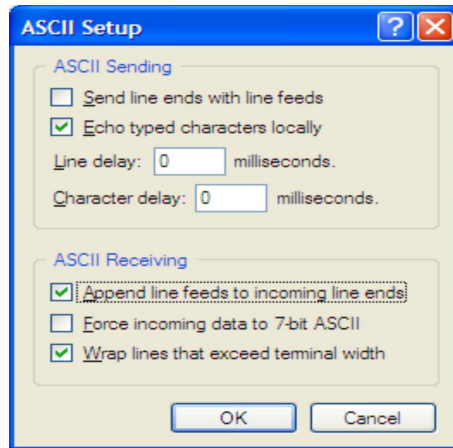 ASCII Setup
ASCII Sending
Send line ends with line feeds
Echo typed characters locally
Line delay: 0 milliseconds.
Character delay: 0 milliseconds.
ASCII Receiving
Append line feeds to incoming line ends
Force incoming data to 7-bit ASCII
Wrap lines that exceed terminal width
OK Cancel